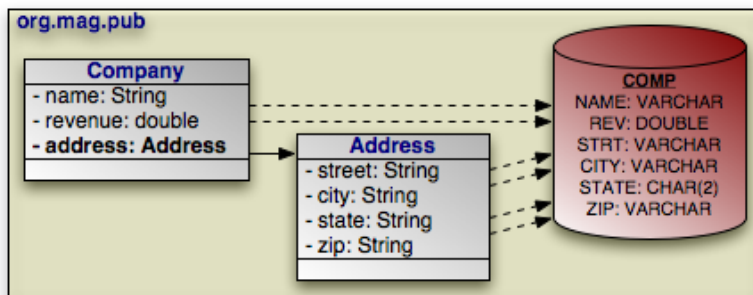 org.mag.pub
Company
- name: String
- revenue: double
- address: Address
Address
- street: String
- city: String
- state: String
- zip: String
COMP
NAME: VARCHAR
REV: DOUBLE
STRT: VARCHAR
CITY: VARCHAR
STATE: CHAR(2)
ZIP: VARCHAR